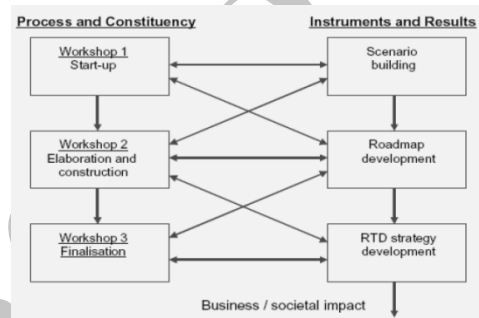 Process and Constituency
Instruments and Results
Workshop 1
Start-up
Scenario
building
Workshop 2
Elaboration and
construction
Roadmap
development
Workshop 3
Finalisation
RTD strategy
development
Business / societal impact